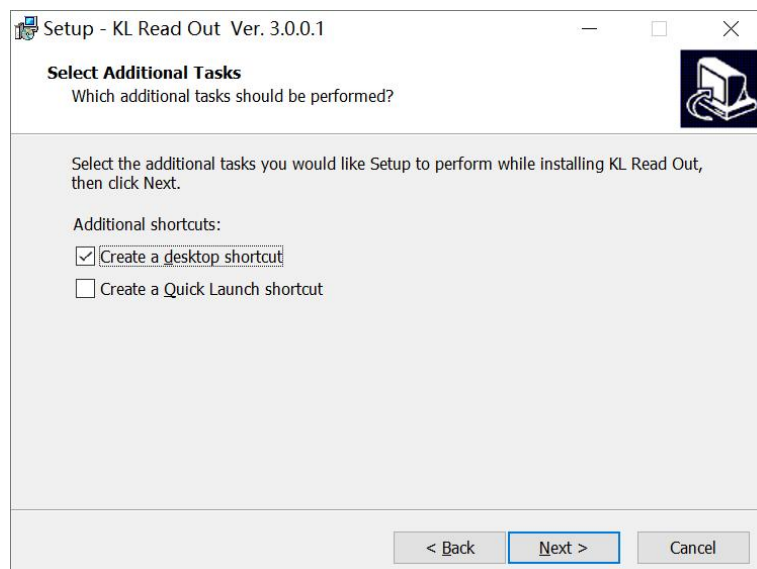 Setup - KL Read Out Ver. 3.0.0.1
Select Additional Tasks
Which additional tasks should be performed?
Select the additional tasks you would like Setup to perform while installing KL Read Out,
then click Next.
Additional shortcuts:
Create a desktop shortcut
Create a Quick Launch shortcut
< Back Next > Cancel